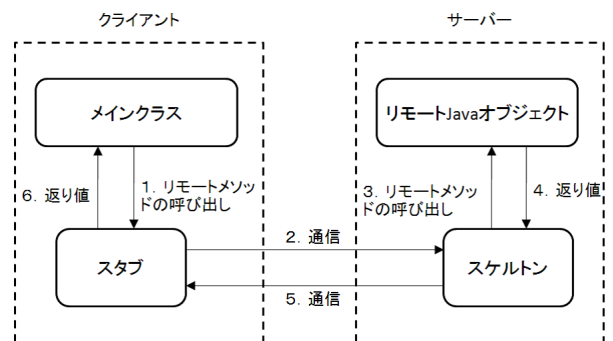 クライアント
サーバー
メインクラス
リモートJavaオブジェクト
6. 返り値
1. リモートメソッ
ドの呼び出し
3. リモートメソッ
ドの呼び出し
4. 返り値
スタブ
2. 通信
スケルトン
5. 通信